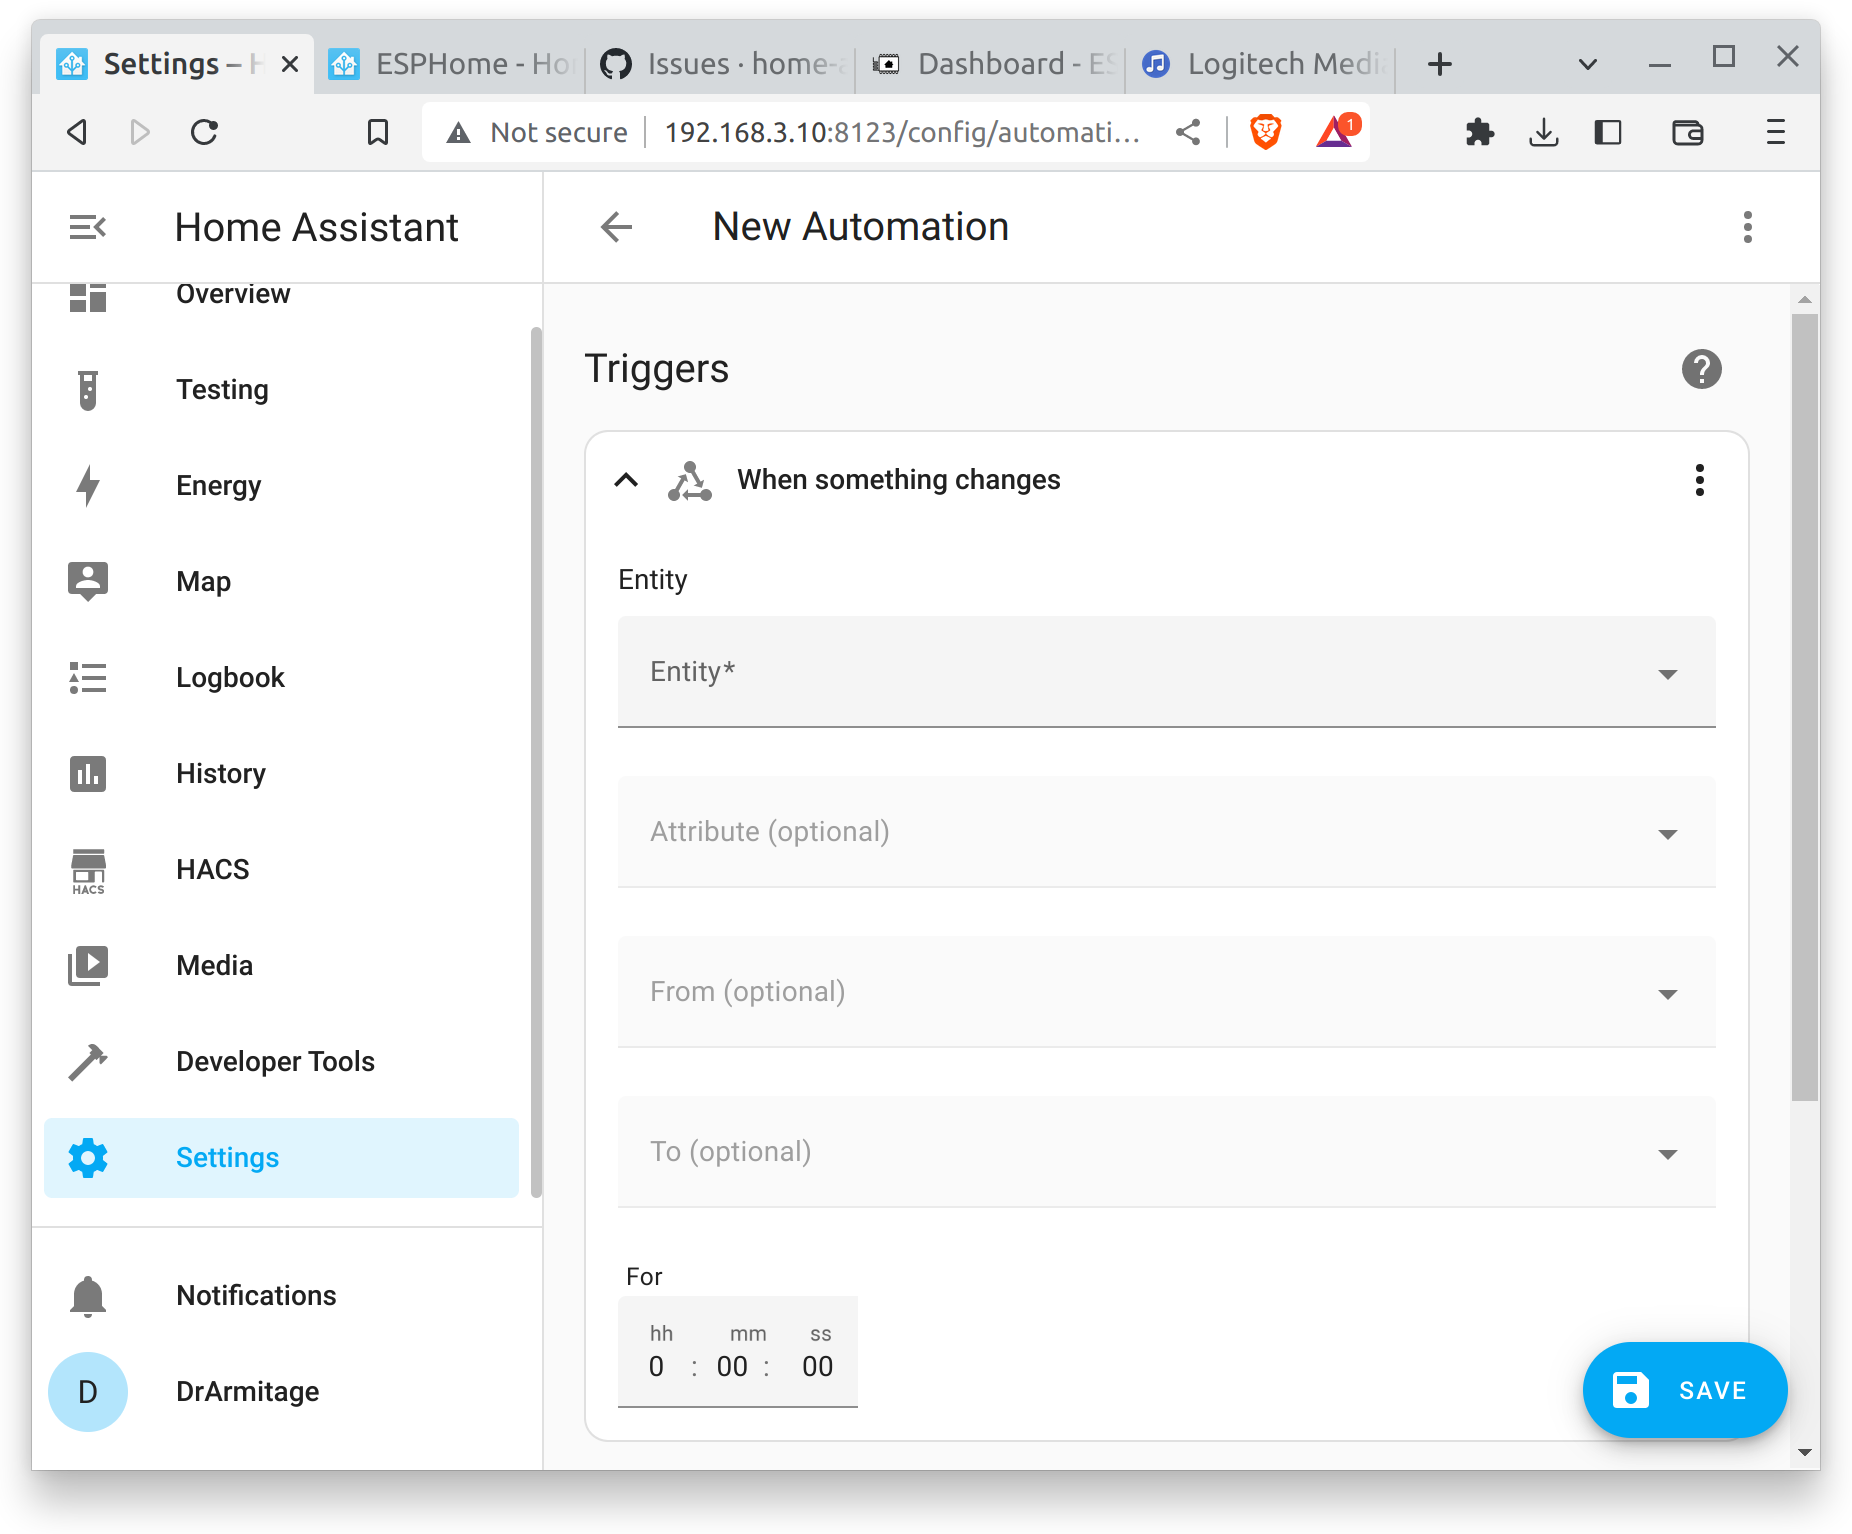 Settings – H
ESPHome - Ho
Issues · home-a
Dashboard - ES
Logitech Medi
Not secure
192.168.3.10:8123/config/automati...
1
Home Assistant
New Automation
Overview
Testing
Energy
Map
Logbook
History
HACS
HACS
Media
Developer Tools
Settings
Notifications
D
DrArmitage
Triggers
?
When something changes
Entity
Entity*
Attribute (optional)
From (optional)
To (optional)
For
hh mm ss
0 : 00 : 00
SAVE